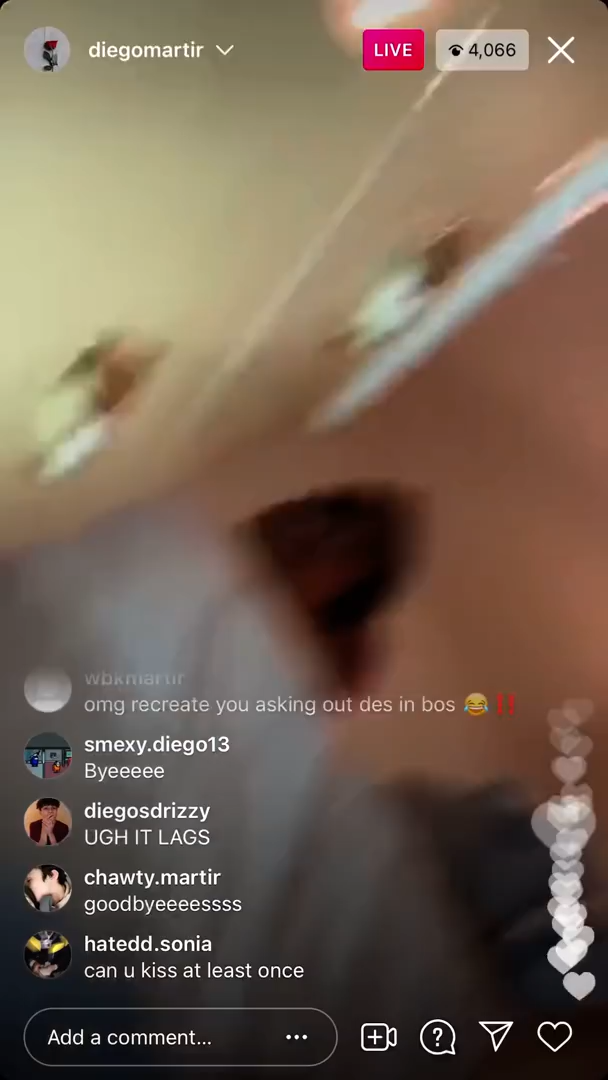 diegomartir
LIVE
4,066
wbkmartir
omg recreate you asking out des in bos 😂‼️
smexy.diego13
Byeeeee
diegosdrizzy
UGH IT LAGS
chawty.martir
goodbyeeeessss
hatedd.sonia
can u kiss at least once
Add a comment...